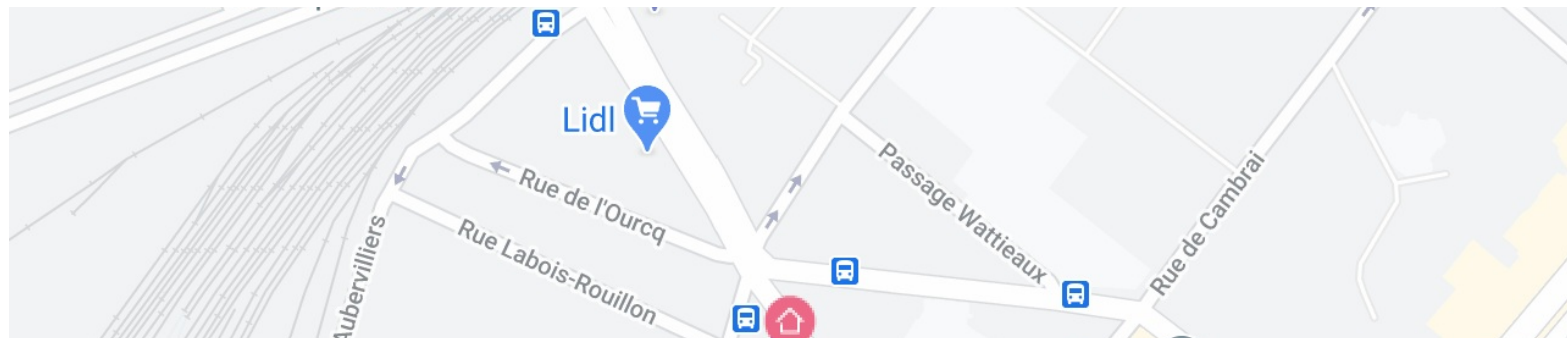 Lidl
Rue de l'Ourcq
Passage Wattieaux
Rue de Cambrai
Rue Labois-Rouillon
Aubervilliers